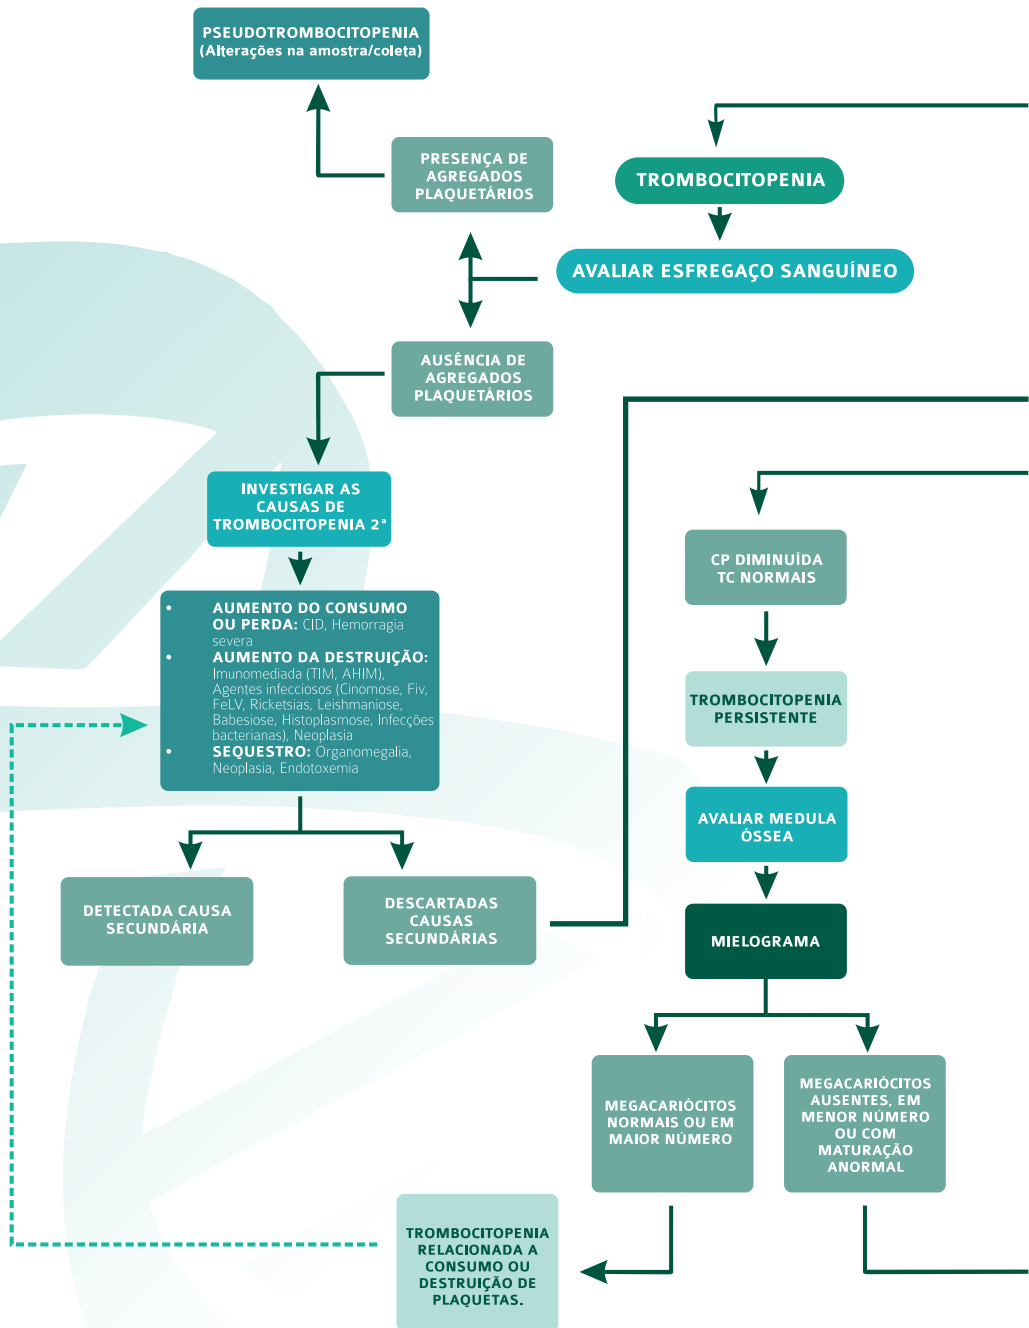 PSEUDOTROMBOCITOPENIA
(Alterações na amostra/coleta)
PRESENÇA DE
AGREGADOS
PLAQUETÁRIOS
TROMBOCITOPENIA
AVALIAR ESFREGAÇO SANGUÍNEO
AUSÊNCIA DE
AGREGADOS
PLAQUETÁRIOS
INVESTIGAR AS
CAUSAS DE
TROMBOCITOPENIA 2ª
• AUMENTO DO CONSUMO
OU PERDA: CID, Hemorragia
severa
• AUMENTO DA DESTRUIÇÃO:
Imunomediada (TIM, AHIM),
Agentes infecciosos (Cinomose, Fiv,
FeLV, Ricketsias, Leishmaniose,
Babesiose, Histoplasmose, Infecções
bacterianas), Neoplasia
• SEQUESTRO: Organomegalia,
Neoplasia, Endotoxemia
DETECTADA CAUSA
SECUNDÁRIA
DESCARTADAS
CAUSAS
SECUNDÁRIAS
CP DIMINUÍDA
TC NORMAIS
TROMBOCITOPENIA
PERSISTENTE
AVALIAR MEDULA
ÓSSEA
MIELOGRAMA
MEGACARIÓCITOS
NORMAIS OU EM
MAIOR NÚMERO
MEGACARIÓCITOS
AUSENTES, EM
MENOR NÚMERO
OU COM
MATURAÇÃO
ANORMAL
TROMBOCITOPENIA
RELACIONADA A
CONSUMO OU
DESTRUIÇÃO DE
PLAQUETAS.